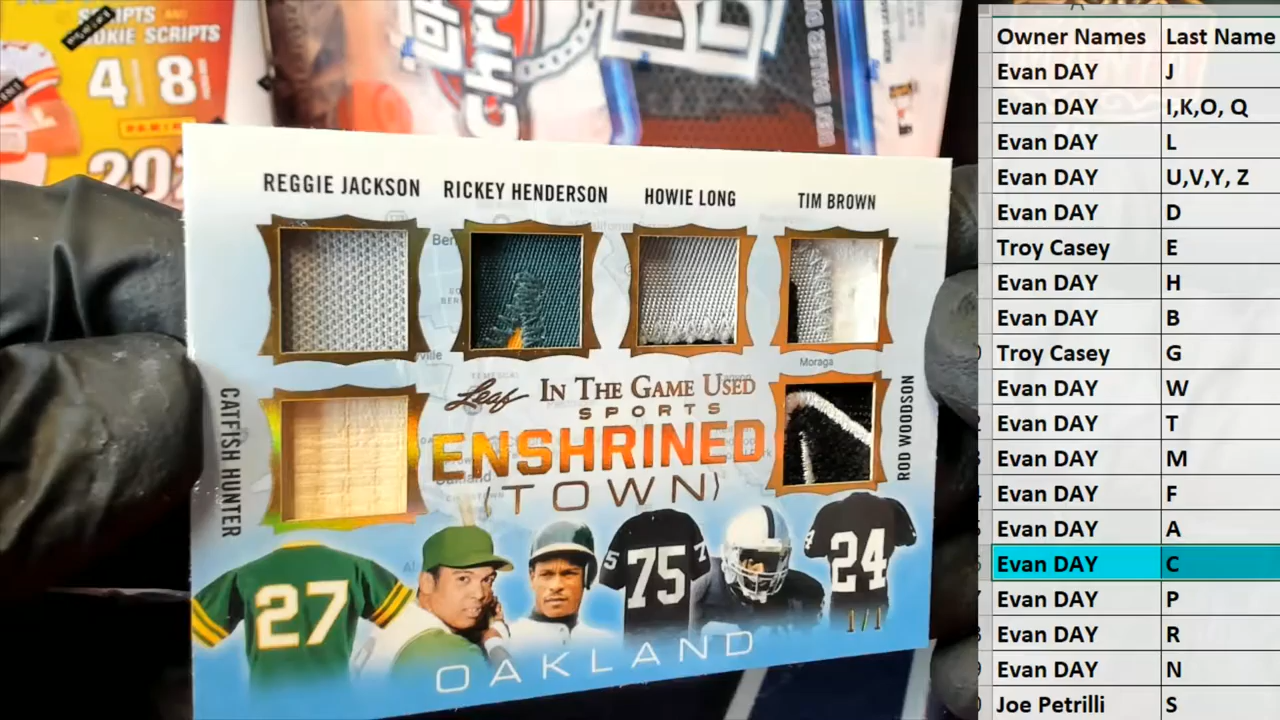 SCRIPTS AND
ROOKIE SCRIPTS
4 8
PANINI
REGGIE JACKSON
RICKEY HENDERSON
HOWIE LONG
TIM BROWN
Moraga
CATFISH HUNTER
Leaf IN THE GAME USED
SPORTS
ENSHRINED
TOWN
ROD WOODSON
Oakland
27
75
24
1/1
OAKLAND
Owner Names Last Name
Evan DAY J
Evan DAY I,K,O, Q
Evan DAY L
Evan DAY U,V,Y, Z
Evan DAY D
Troy Casey E
Evan DAY H
Evan DAY B
Troy Casey G
Evan DAY W
Evan DAY T
Evan DAY M
Evan DAY F
Evan DAY A
Evan DAY C
Evan DAY P
Evan DAY R
Evan DAY N
Joe Petrilli S